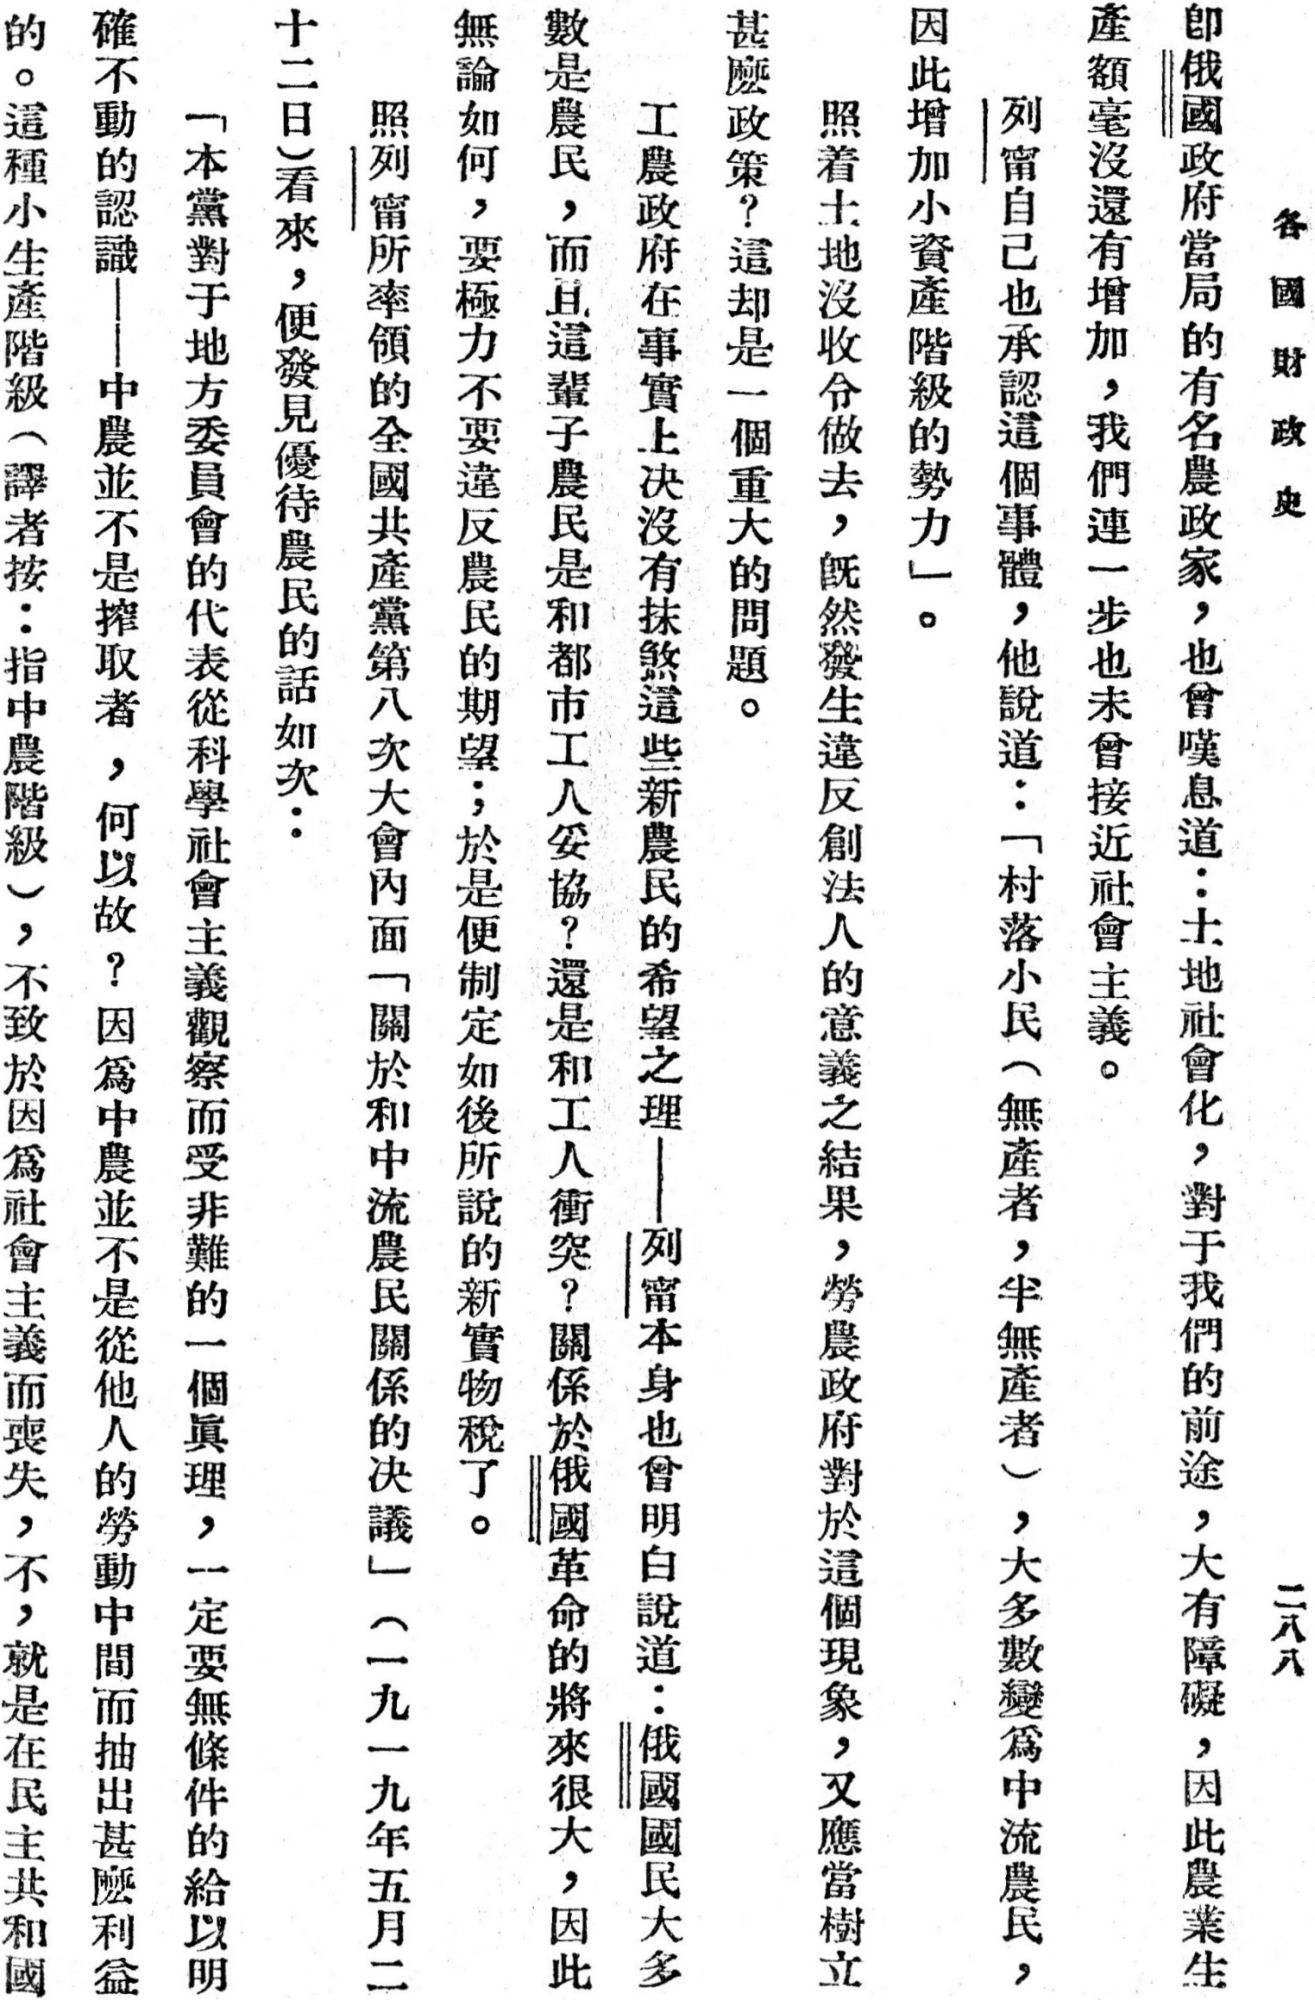 各國財政史
二八八
卽俄國政府當局的有名農政家，也曾嘆息道：土地社會化，對于我們的前途，大有障礙，因此農業生
產額毫沒還有增加，我們連一步也未曾接近社會主義。
列甯自己也承認這個事體，他說道：「村落小民（無產者，半無產者），大多數變爲中流農民，
因此增加小資產階級的勢力」。
照着土地沒收令做去，旣然發生違反創法人的意義之結果，勞農政府對於這個現象，又應當樹立
甚麽政策？這却是一個重大的問題。
工農政府在事實上決沒有抹煞這些新農民的希望之理——列甯本身也曾明白說道：俄國國民大多
數是農民，而且這輩子農民是和都市工人妥協？還是和工人衝突？關係於俄國革命的將來很大，因此
無論如何，要極力不要違反農民的期望；於是便制定如後所說的新實物稅了。
照列甯所率領的全國共產黨第八次大會內面「關於和中流農民關係的决議」（一九一九年五月二
十二日）看來，便發見優待農民的話如次：
「本黨對于地方委員會的代表從科學社會主義觀察而受非難的一個眞理，一定要無條件的給以明
確不動的認識——中農並不是搾取者，何以故？因爲中農並不是從他人的勞動中間而抽出甚麽利益
的。這種小生產階級（譯者按：指中農階級），不致於因爲社會主義而喪失，不，就是在民主共和國